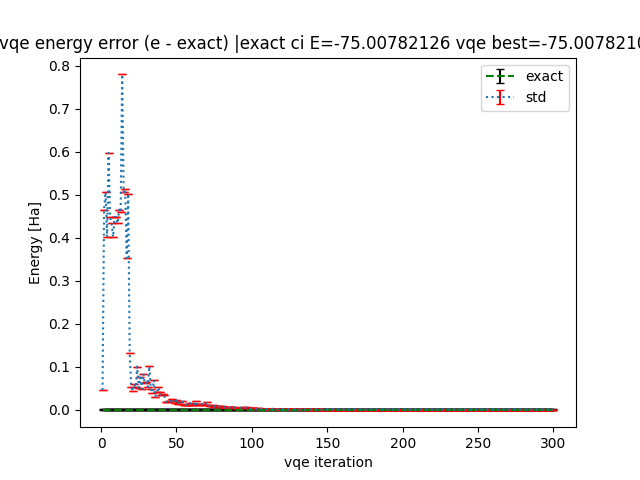 vqe energy error (e - exact) |exact ci E=-75.00782126 vqe best=-75.0078210
exact
std
0.8
0.7
0.6
0.5
0.4
0.3
0.2
0.1
0.0
Energy [Ha]
0 50 100 150 200 250 300
vqe iteration